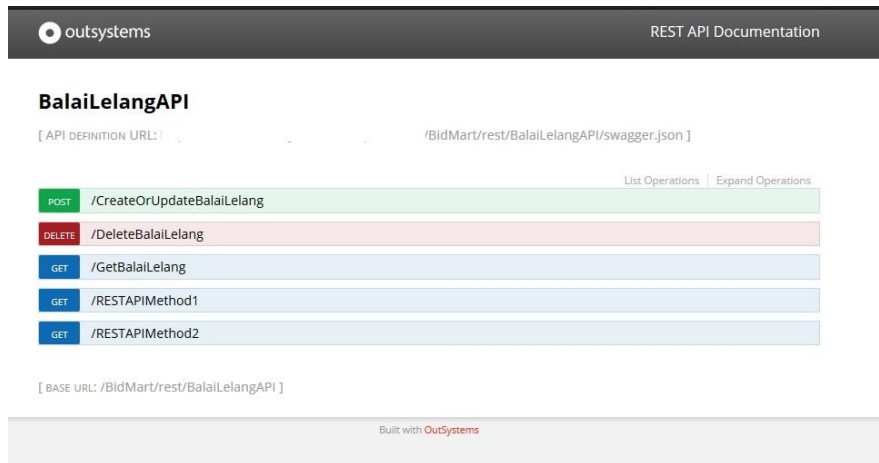 outsystems
REST API Documentation
BalaiLelangAPI
[ API DEFINITION URL: /BidMart/rest/BalaiLelangAPI/swagger.json ]
List Operations | Expand Operations
POST /CreateOrUpdateBalaiLelang
DELETE /DeleteBalaiLelang
GET /GetBalaiLelang
GET /RESTAPIMethod1
GET /RESTAPIMethod2
[ BASE URL: /BidMart/rest/BalaiLelangAPI ]
Built with OutSystems